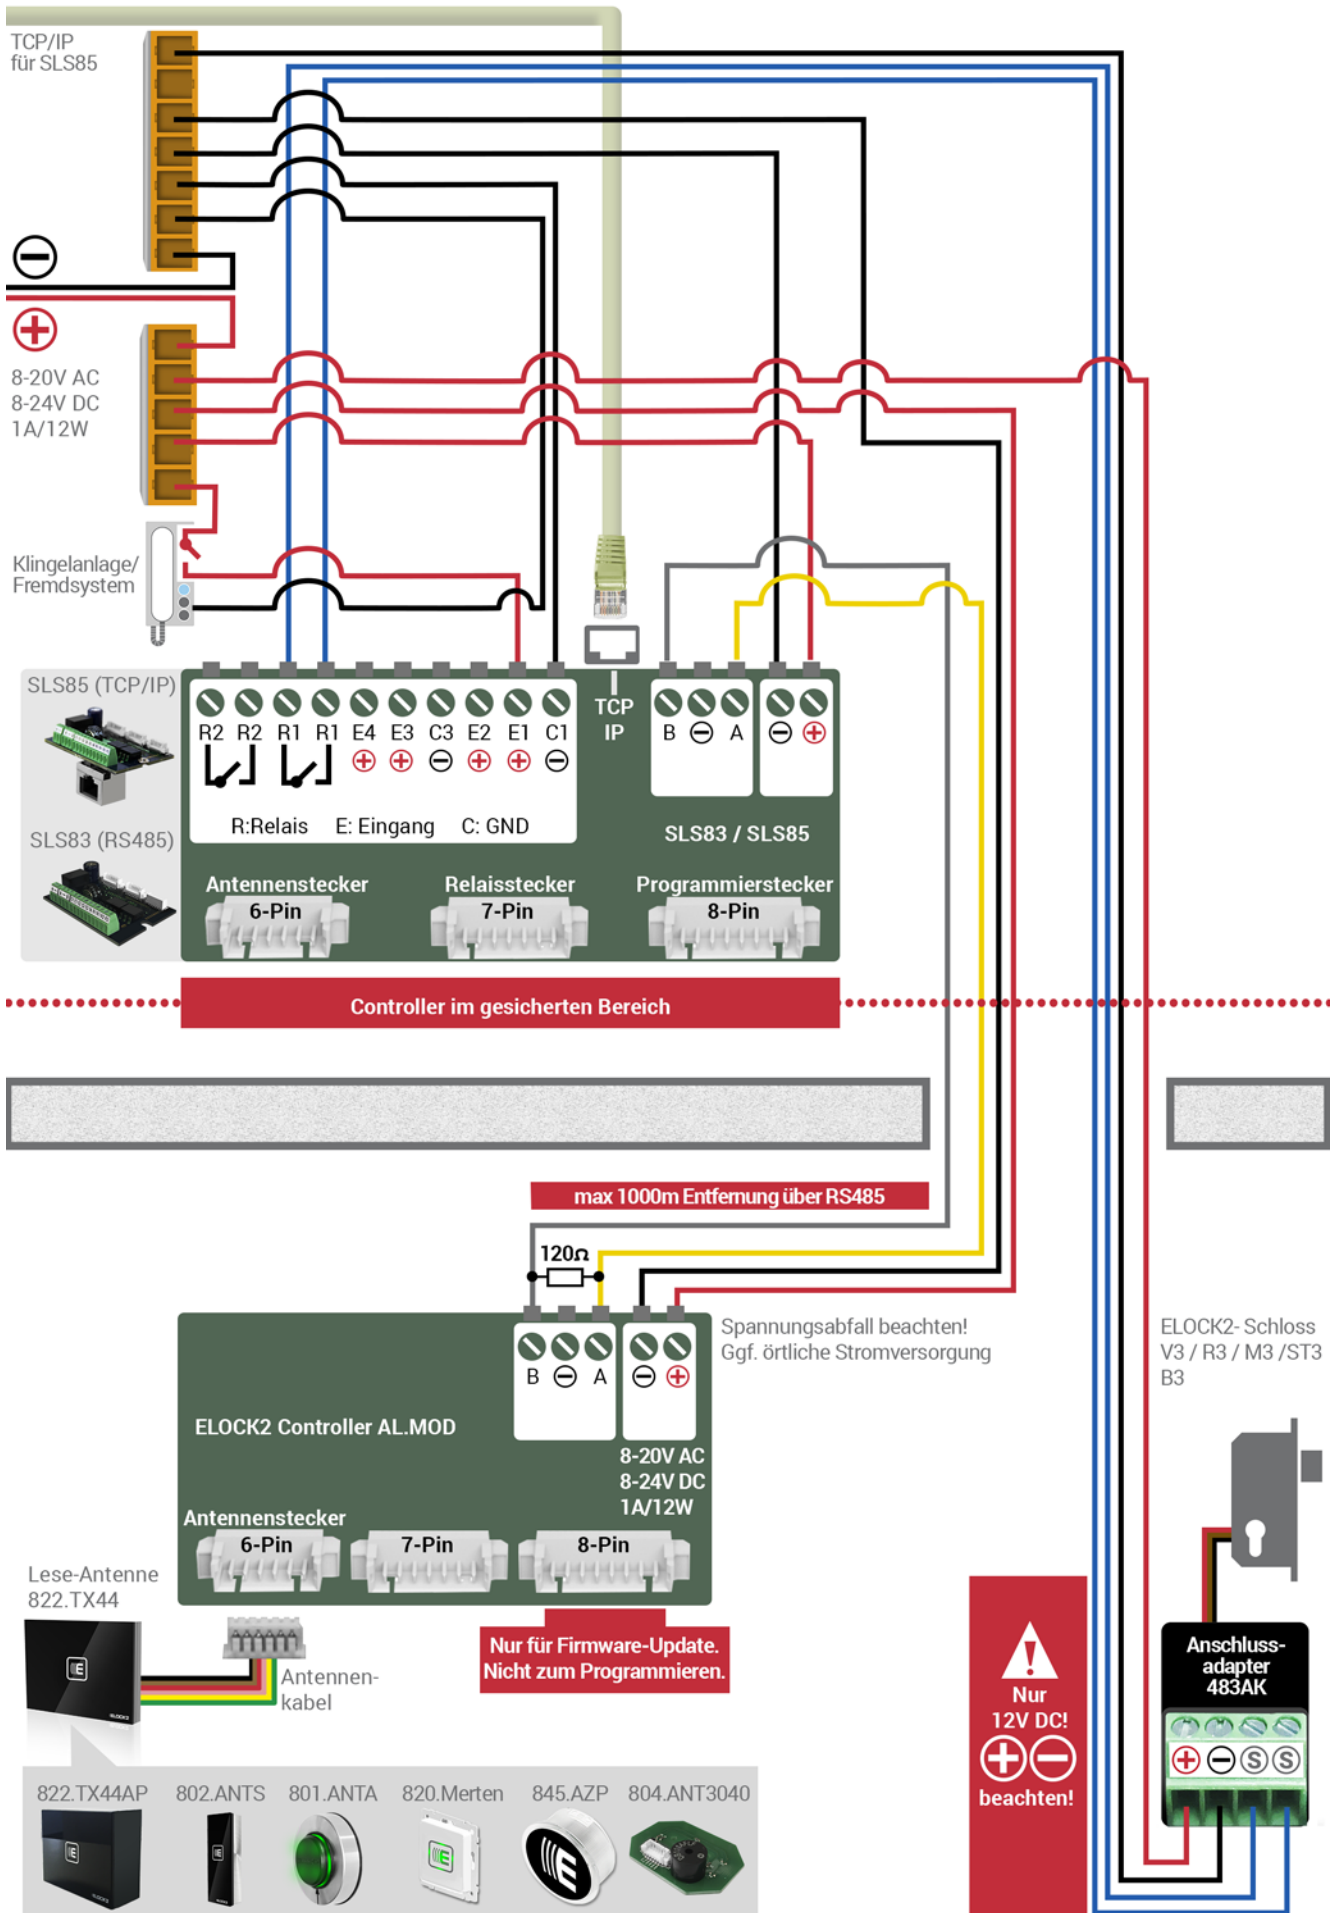 TCP/IP
für SLS85
8-20V AC
8-24V DC
1A/12W
Klingelanlage/
Fremdsystem
SLS85 (TCP/IP)
SLS83 (RS485)
R2 R2 R1 R1 E4 E3 C3 E2 E1 C1
R:Relais E: Eingang C: GND
TCP
IP
B A
SLS83 / SLS85
Antennenstecker
6-Pin
Relaisstecker
7-Pin
Programmierstecker
8-Pin
Controller im gesicherten Bereich
max 1000m Entfernung über RS485
120Ω
B A
Spannungsabfall beachten!
Ggf. örtliche Stromversorgung
ELOCK2 Controller AL.MOD
8-20V AC
8-24V DC
1A/12W
Antennenstecker
6-Pin
7-Pin
8-Pin
Nur für Firmware-Update.
Nicht zum Programmieren.
Lese-Antenne
822.TX44
Antennen-
kabel
ELOCK2- Schloss
V3 / R3 / M3 /ST3
B3
Nur
12V DC!
beachten!
Anschluss-
adapter
483AK
S S
822.TX44AP
802.ANTS
801.ANTA
820.Merten
845.AZP
804.ANT3040